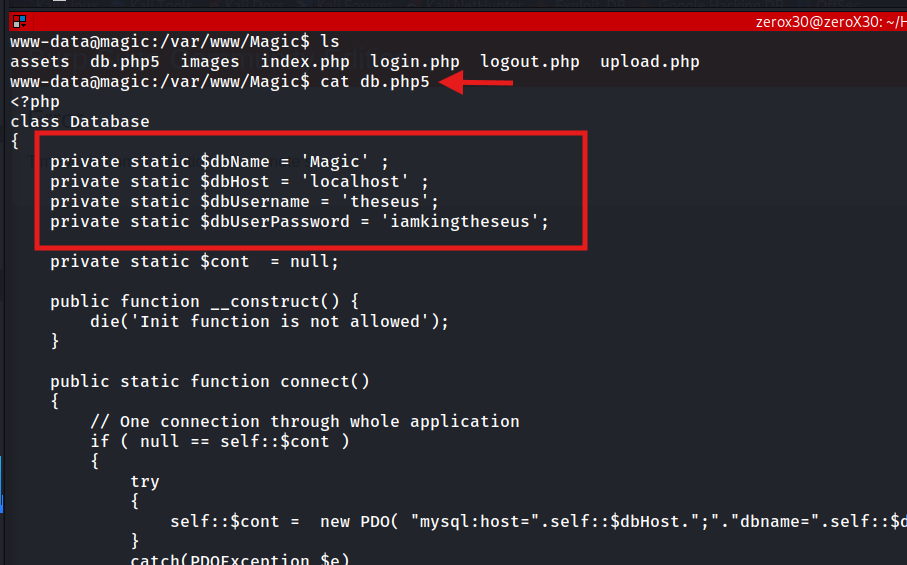 zerox30@zeroX30: ~/H
www-data@magic:/var/www/Magic$ ls
assets  db.php5  images  index.php  login.php  logout.php  upload.php
www-data@magic:/var/www/Magic$ cat db.php5
<?php
class Database
{
    private static $dbName = 'Magic' ;
    private static $dbHost = 'localhost' ;
    private static $dbUsername = 'theseus';
    private static $dbUserPassword = 'iamkingtheseus';
    private static $cont  = null;
    public function __construct() {
        die('Init function is not allowed');
    }
    public static function connect()
    {
        // One connection through whole application
        if ( null == self::$cont )
        {
            try
            {
                self::$cont =  new PDO( "mysql:host=".self::$dbHost.";"."dbname=".self::$d
            }
            catch(PDOException $e)